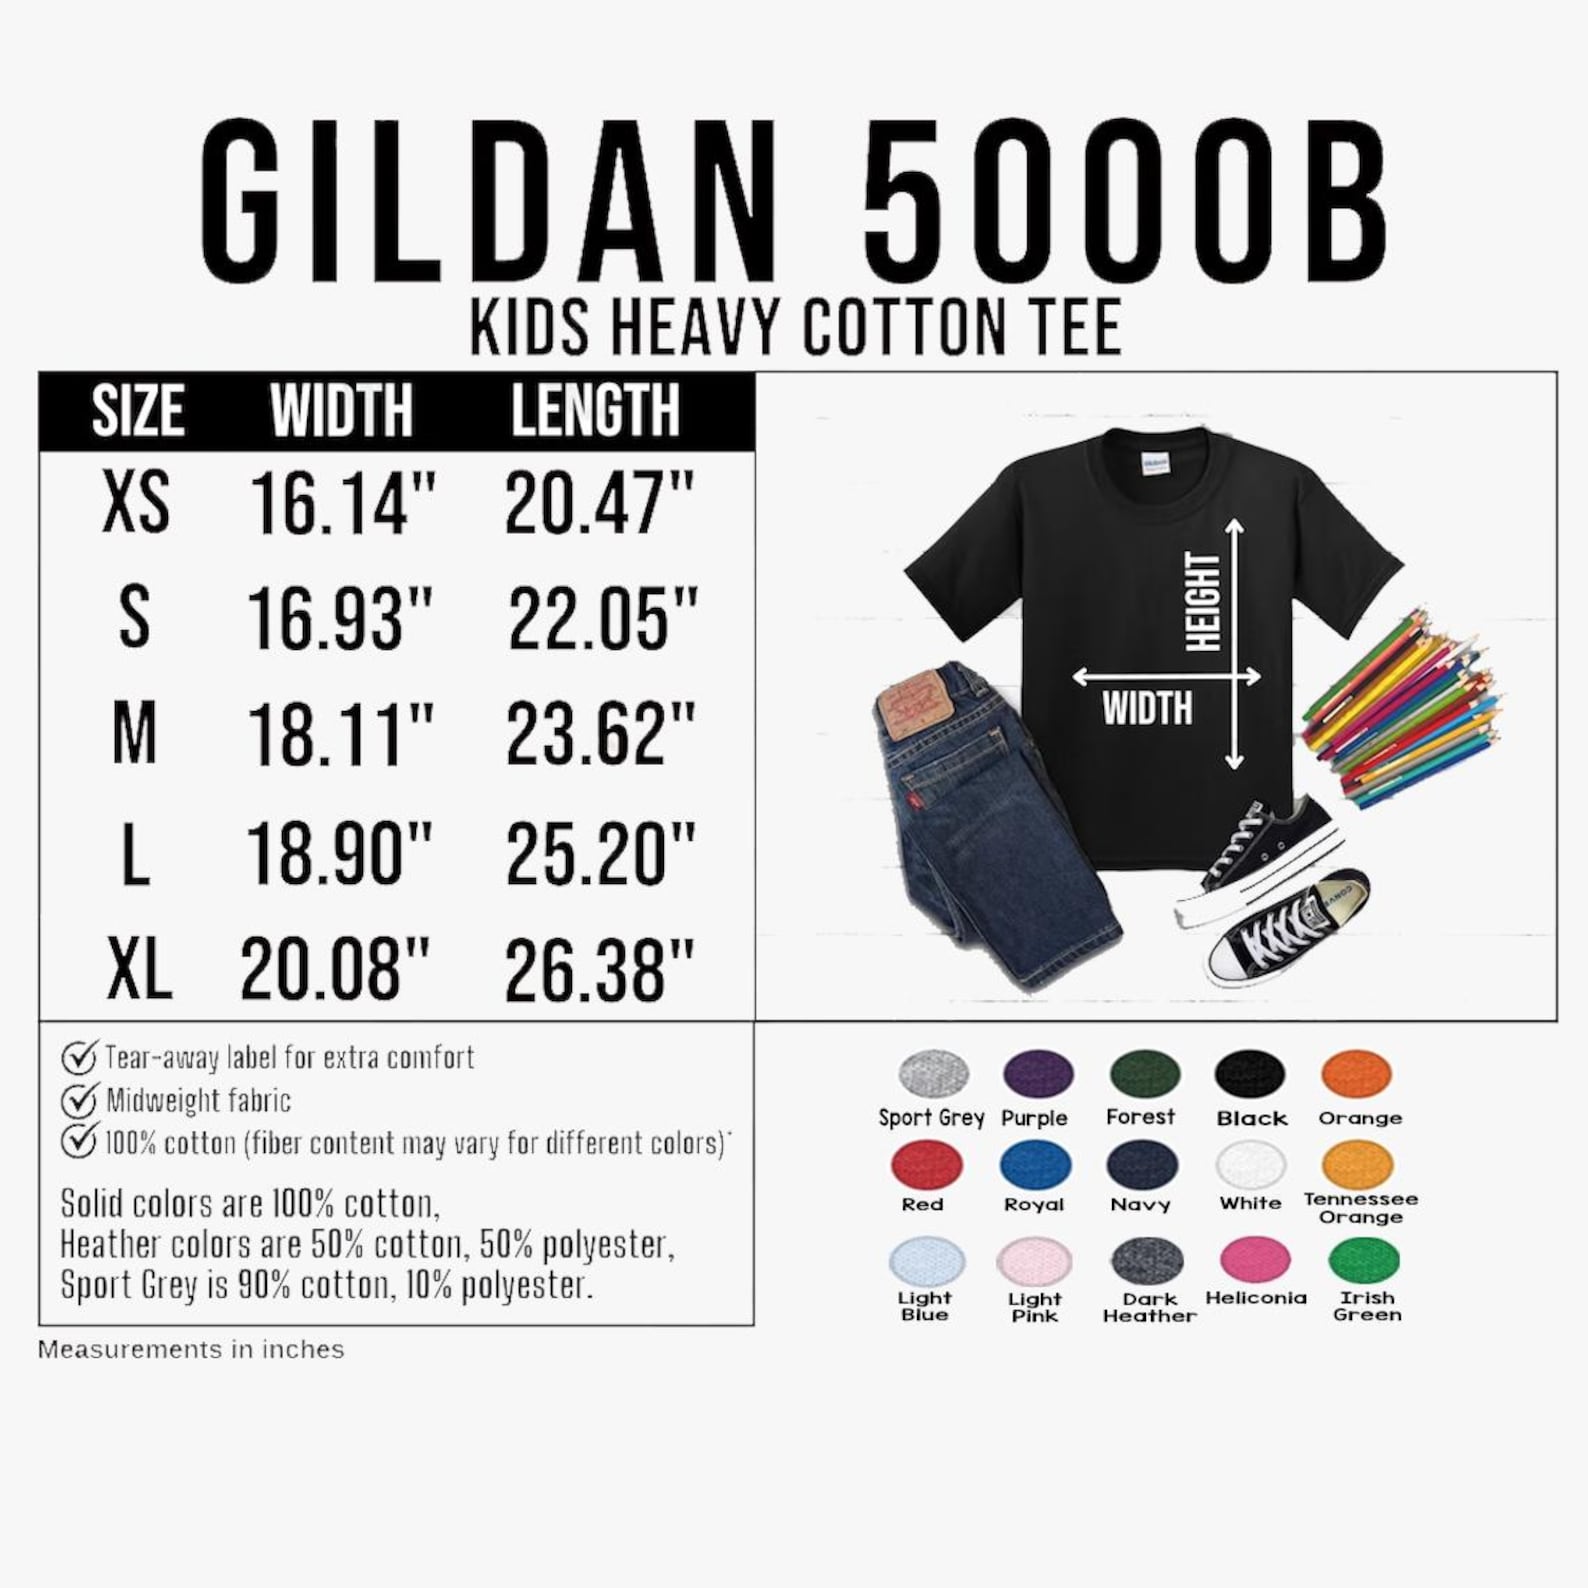 GILDAN 5000B
KIDS HEAVY COTTON TEE
SIZE WIDTH LENGTH
XS 16.14" 20.47"
S 16.93" 22.05"
M 18.11" 23.62"
L 18.90" 25.20"
XL 20.08" 26.38"
HEIGHT
WIDTH
Tear-away label for extra comfort
Midweight fabric
100% cotton (fiber content may vary for different colors)*
Solid colors are 100% cotton,
Heather colors are 50% cotton, 50% polyester,
Sport Grey is 90% cotton, 10% polyester.
Measurements in inches
Sport Grey Purple Forest Black Orange
Red Royal Navy White Tennessee
Orange
Light Light Dark Heliconia Irish
Blue Pink Heather Green